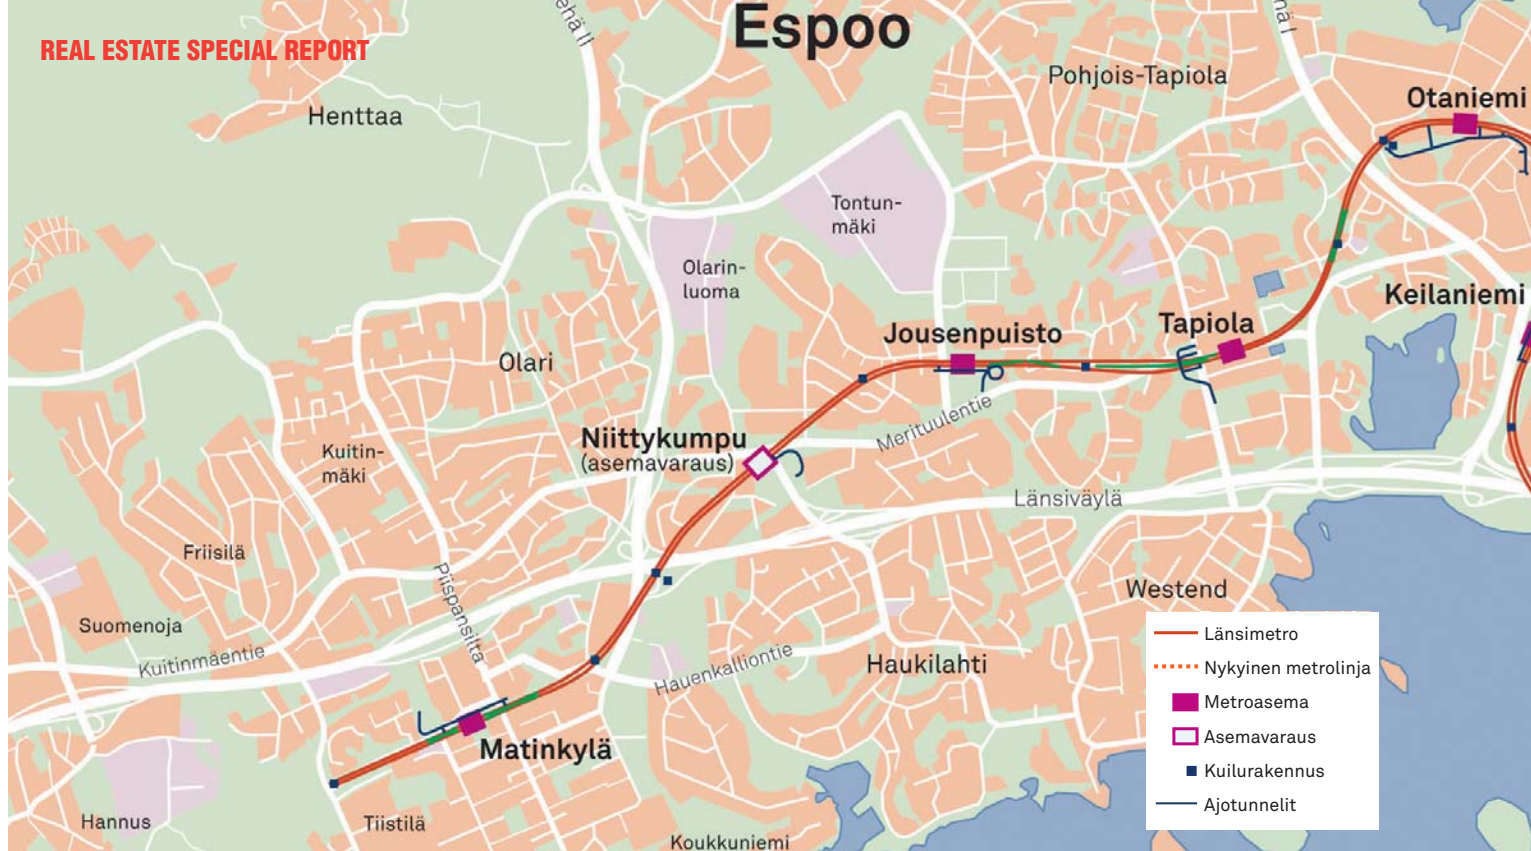 REAL ESTATE SPECIAL REPORT
Espoo
Henttaa
Pohjois-Tapiola
Otaniemi
Tontun-
mäki
Olarin-
luoma
Keilaniemi
Jousenpuisto
Tapiola
Olari
Merituulentie
Niittykumpu
(asemavaraus)
Kuitin-
mäki
Länsiväylä
Friisilä
Piispansilta
Westend
Suomenoja
Kuitinmäentie
Hauenkalliontie
Haukilahti
Matinkylä
Hannus
Tiistilä
Koukkuniemi
Länsimetro
Nykyinen metrolinja
Metroasema
Asemavaraus
Kuilurakennus
Ajotunnelit